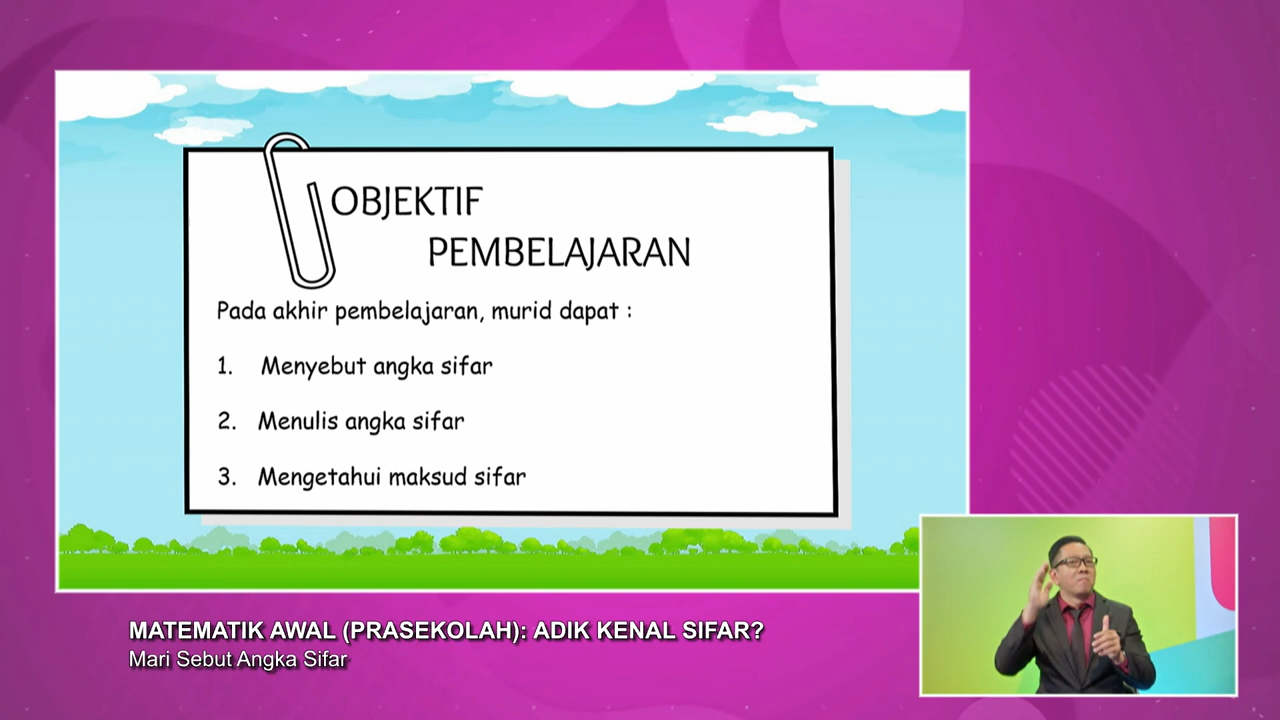 OBJEKTIF
PEMBELAJARAN
Pada akhir pembelajaran, murid dapat :
1. Menyebut angka sifar
2. Menulis angka sifar
3. Mengetahui maksud sifar
MATEMATIK AWAL (PRASEKOLAH): ADIK KENAL SIFAR?
Mari Sebut Angka Sifar